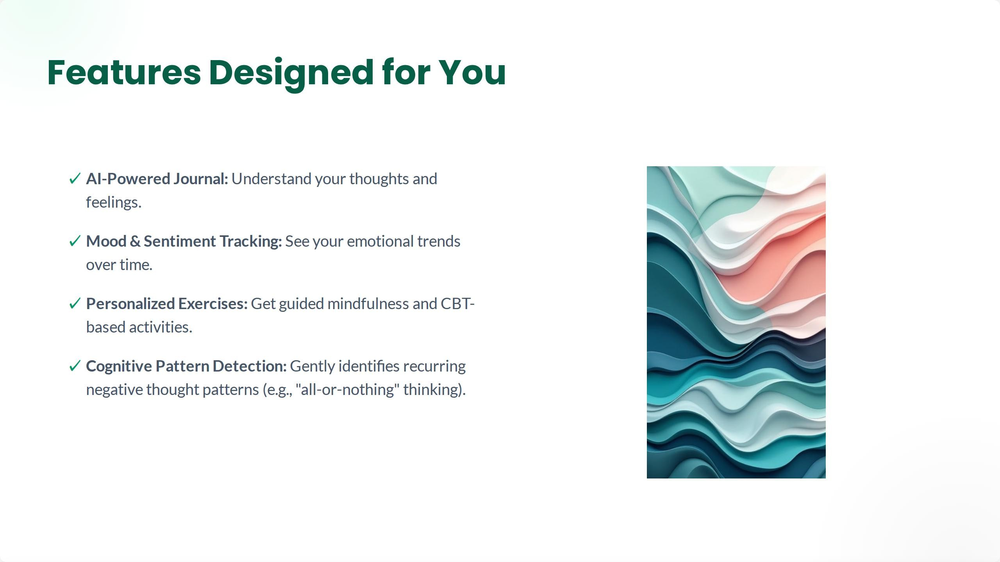 Features Designed for You
✓ AI-Powered Journal: Understand your thoughts and
feelings.
✓ Mood & Sentiment Tracking: See your emotional trends
over time.
✓ Personalized Exercises: Get guided mindfulness and CBT-
based activities.
✓ Cognitive Pattern Detection: Gently identifies recurring
negative thought patterns (e.g., "all-or-nothing" thinking).